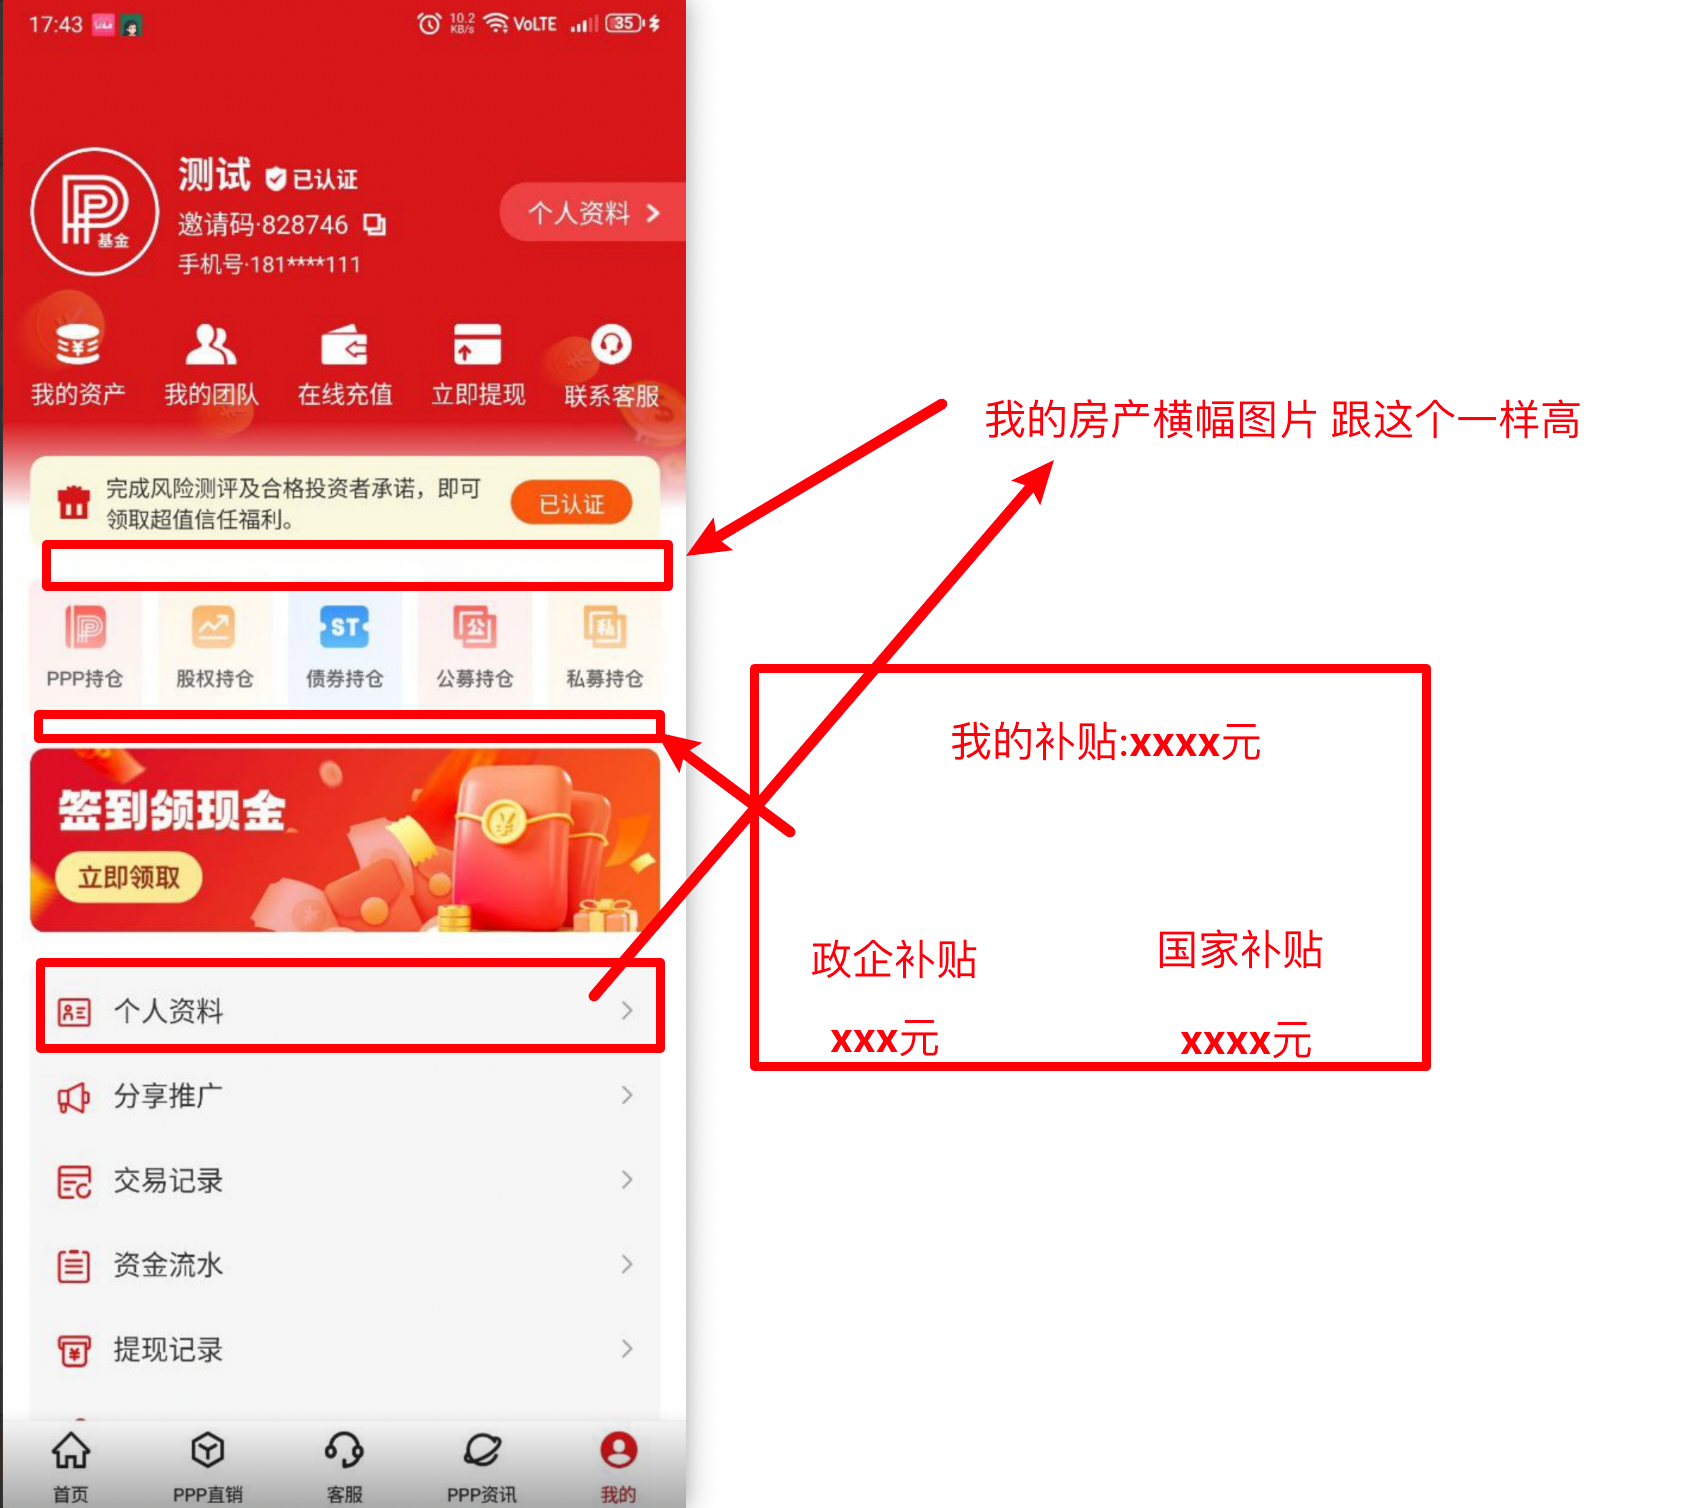 17:43 10.2 KB/s VoLTE 35
测试 已认证
邀请码·828746
手机号·181****111
基金
个人资料
我的资产 我的团队 在线充值 立即提现 联系客服
我的房产横幅图片 跟这个一样高
完成风险测评及合格投资者承诺，即可
领取超值信任福利。
已认证
ST 公 私
PPP持仓 股权持仓 债券持仓 公募持仓 私募持仓
我的补贴:xxxx元
签到领现金
立即领取
政企补贴 国家补贴
xxx元 xxxx元
个人资料
分享推广
交易记录
资金流水
提现记录
首页 PPP直销 客服 PPP资讯 我的